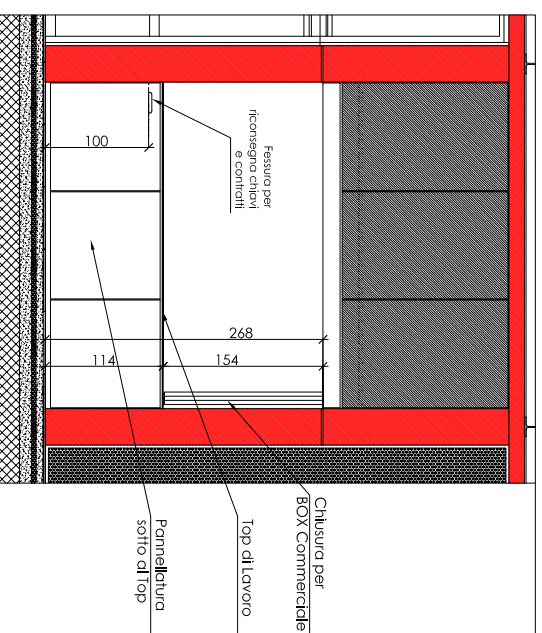 Fessura per
riconsegna chiavi
e contratti
100
268
114
154
Chiusura per
BOX Commerciale
Top di Lavoro
Pannellatura
sotto al Top